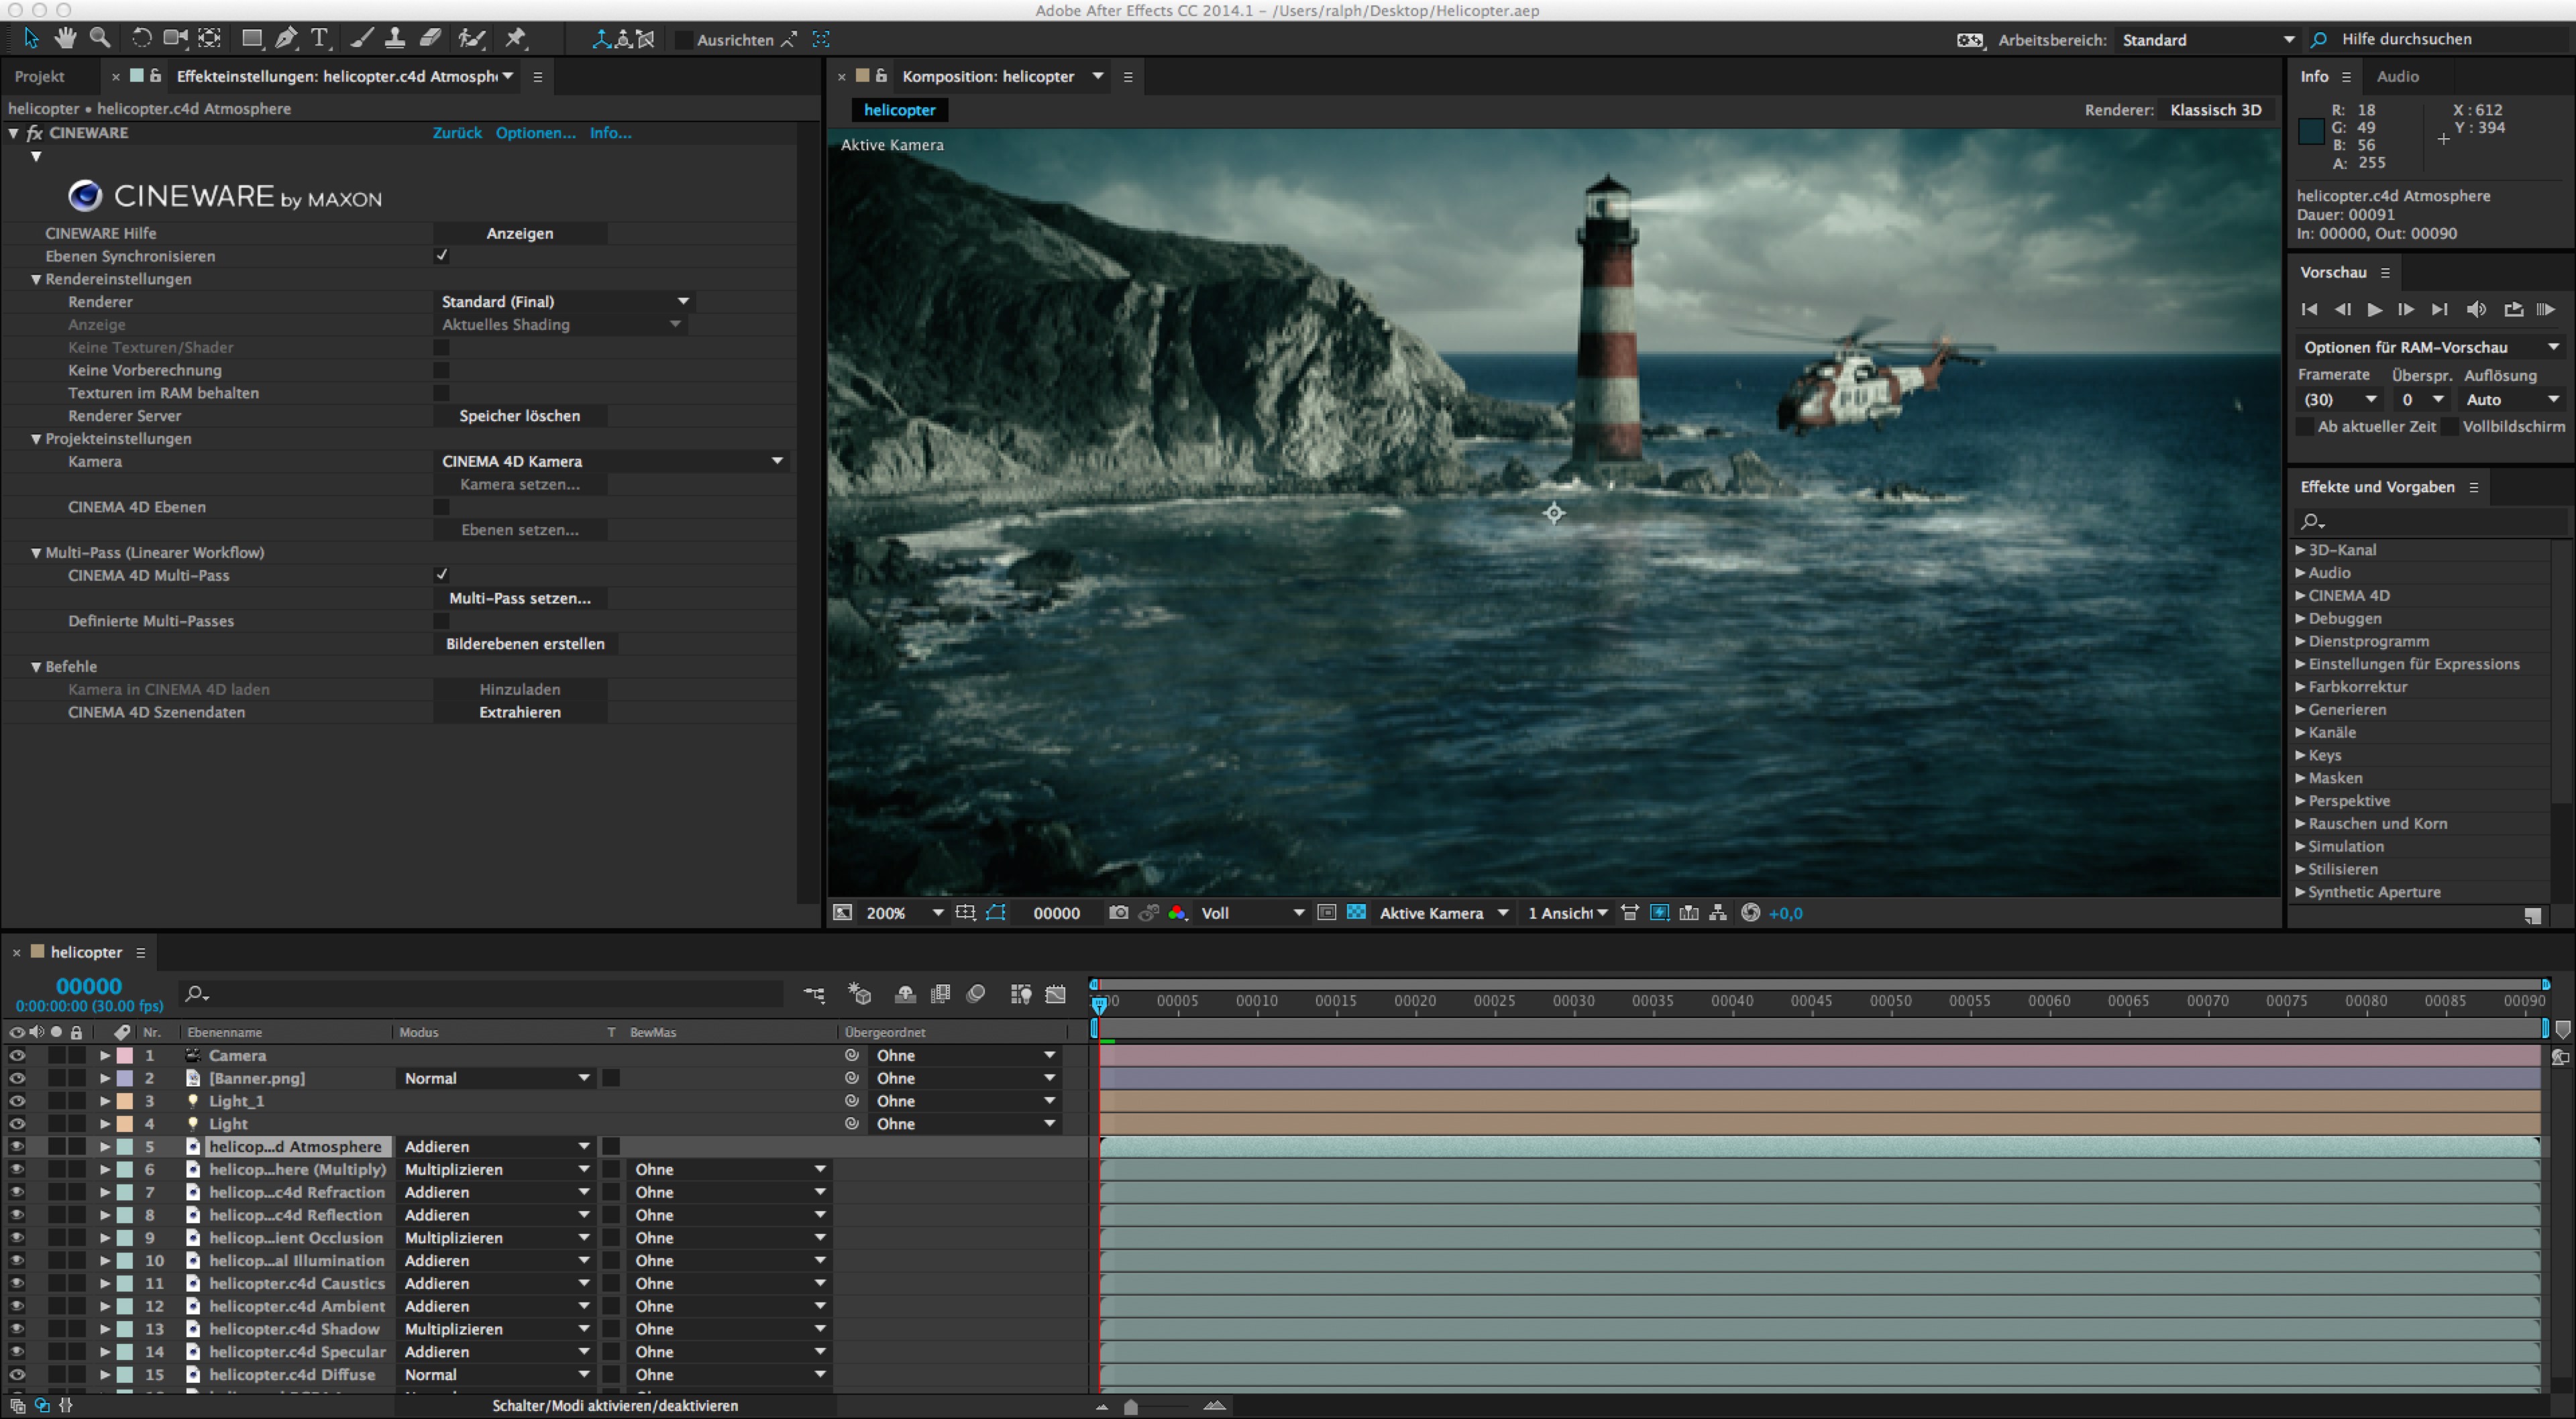 Adobe After Effects CC 2014.1 – /Users/ralph/Desktop/Helicopter.aep
T Ausrichten Arbeitsbereich: Standard Hilfe durchsuchen
Projekt × Effekteinstellungen: helicopter.c4d Atmosph
helicopter • helicopter.c4d Atmosphere
fx CINEWARE Zurück Optionen... Info...
CINEWARE by MAXON
CINEWARE Hilfe Anzeigen
Ebenen Synchronisieren
Rendereinstellungen
Renderer Standard (Final)
Anzeige Aktuelles Shading
Keine Texturen/Shader
Keine Vorberechnung
Texturen im RAM behalten
Renderer Server Speicher löschen
Projekteinstellungen
Kamera CINEMA 4D Kamera
Kamera setzen...
CINEMA 4D Ebenen
Ebenen setzen...
Multi-Pass (Linearer Workflow)
CINEMA 4D Multi-Pass
Multi-Pass setzen...
Definierte Multi-Passes
Bilderebenen erstellen
Befehle
Kamera in CINEMA 4D laden Hinzuladen
CINEMA 4D Szenendaten Extrahieren
× Komposition: helicopter
helicopter Renderer: Klassisch 3D
Aktive Kamera
200% 00000 Voll Aktive Kamera 1 Ansicht +0,0
Info Audio
R: 18 X : 612
G: 49 Y : 394
B: 56
A: 255
helicopter.c4d Atmosphere
Dauer: 00091
In: 00000, Out: 00090
Vorschau
Optionen für RAM-Vorschau
Framerate Überspr. Auflösung
(30) 0 Auto
Ab aktueller Zeit Vollbildschirm
Effekte und Vorgaben
3D-Kanal
Audio
CINEMA 4D
Debuggen
Dienstprogramm
Einstellungen für Expressions
Farbkorrektur
Generieren
Kanäle
Keys
Masken
Perspektive
Rauschen und Korn
Simulation
Stilisieren
Synthetic Aperture
× helicopter
00000
0:00:00:00 (30.00 fps)
00005 00010 00015 00020 00025 00030 00035 00040 00045 00050 00055 00060 00065 00070 00075 00080 00085 00090
Nr. Ebenenname Modus T BewMas Übergeordnet
1 Camera Ohne
2 [Banner.png] Normal Ohne
3 Light_1 Ohne
4 Light Ohne
5 helicop...d Atmosphere Addieren
6 helicop...here (Multiply) Multiplizieren Ohne
7 helicop...c4d Refraction Addieren Ohne
8 helicop...c4d Reflection Addieren Ohne
9 helicop...ient Occlusion Multiplizieren Ohne
10 helicop...al Illumination Addieren Ohne
11 helicopter.c4d Caustics Addieren Ohne
12 helicopter.c4d Ambient Addieren Ohne
13 helicopter.c4d Shadow Multiplizieren Ohne
14 helicopter.c4d Specular Addieren Ohne
15 helicopter.c4d Diffuse Normal Ohne
Schalter/Modi aktivieren/deaktivieren